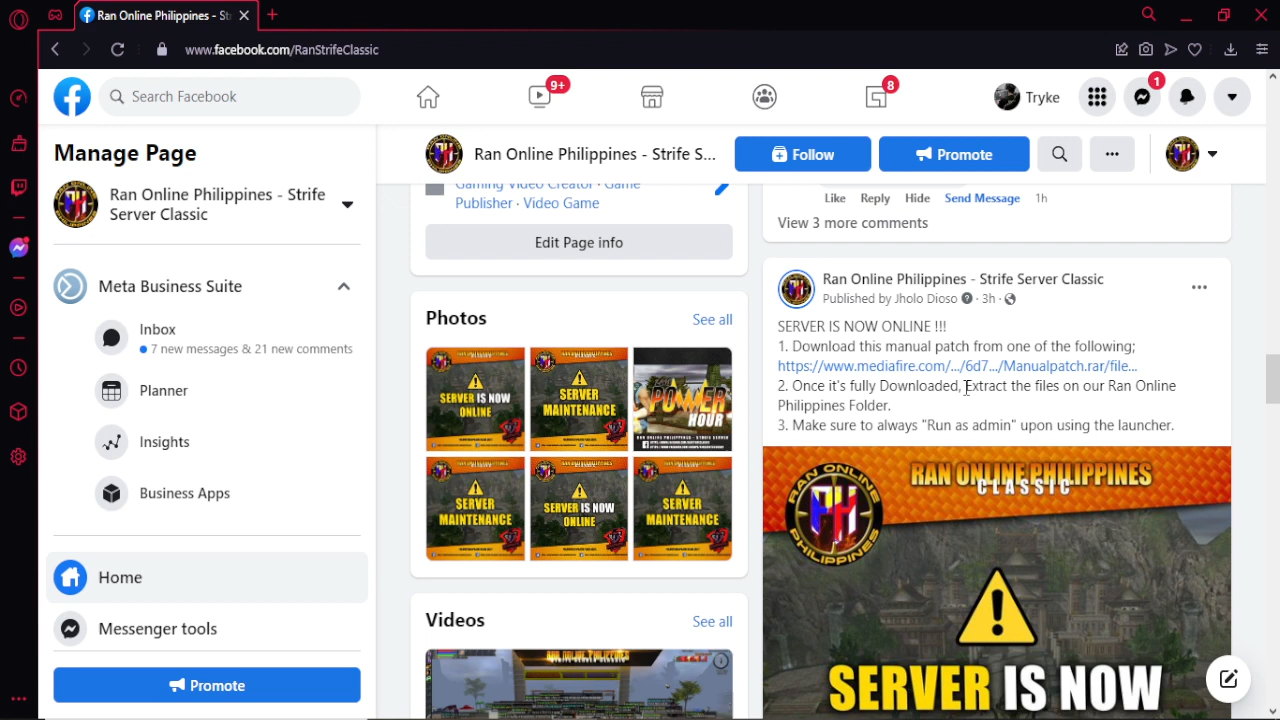 Ran Online Philipines - St
www.facebook.com/RanStrifeClassic
Search Facebook
9+
8
Tryke
1
Manage Page
Ran Online Philippines - Strife
Server Classic
Meta Business Suite
Inbox
7 new messages & 21 new comments
Planner
Insights
Business Apps
Home
Messenger tools
Promote
Ran Online Philippines - Strife S...
Follow
Promote
Gaming Video Creator · Game
Publisher · Video Game
Edit Page info
Photos
See all
SERVER IS NOW
ONLINE
SERVER
MAINTENANCE
POWER
HOUR
SERVER
MAINTENANCE
SERVER IS NOW
ONLINE
SERVER
MAINTENANCE
Videos
See all
Like Reply Hide Send Message 1h
View 3 more comments
Ran Online Philippines - Strife Server Classic
Published by Jholo Dioso · 3h ·
SERVER IS NOW ONLINE !!!
1. Download this manual patch from one of the following;
https://www.mediafire.com/.../6d7.../Manualpatch.rar/file...
2. Once it's fully Downloaded, Extract the files on our Ran Online
Philippines Folder.
3. Make sure to always "Run as admin" upon using the launcher.
RAN ONLINE PHILIPPINES
CLASSIC
RAN ONLINE
PH
PHILIPPINES
SERVER IS NOW